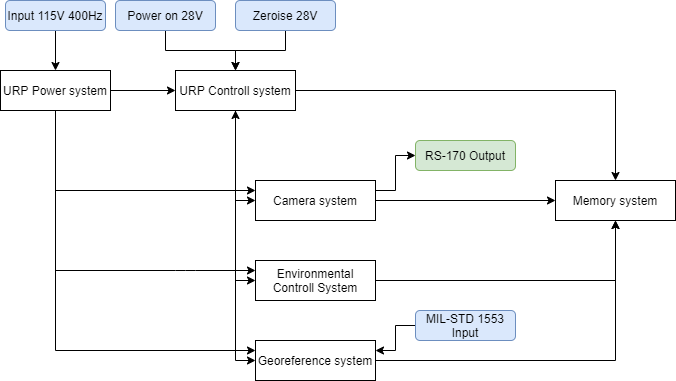 Input 115V 400Hz
Power on 28V
Zeroise 28V
URP Power system
URP Controll system
RS-170 Output
Camera system
Memory system
Environmental
Controll System
MIL-STD 1553
Input
Georeference system